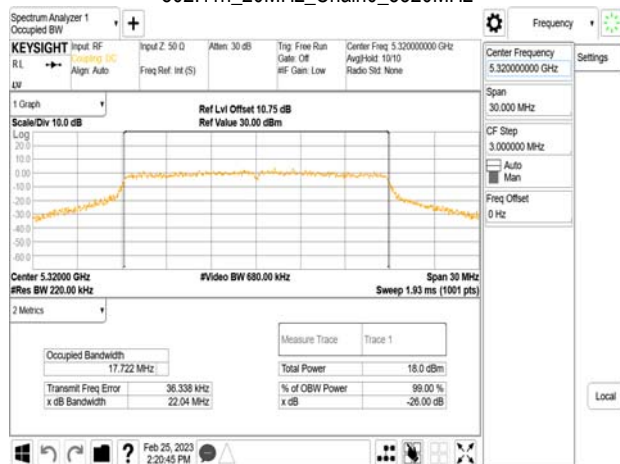 Spectrum Analyzer 1
Occupied BW
Frequency
KEYSIGHT
Input: RF
Coupling: DC
Align: Auto
Input Z: 50 Ω
Freq Ref: Int (S)
Atten: 30 dB
Trig: Free Run
Gate: Off
#IF Gain: Low
Center Freq: 5.320000000 GHz
Avg|Hold: 10/10
Radio Std: None
RL
Center Frequency
5.320000000 GHz
Settings
Span
30.000 MHz
CF Step
3.000000 MHz
Auto
Man
Freq Offset
0 Hz
Local
1 Graph
Scale/Div 10.0 dB
Ref Lvl Offset 10.75 dB
Ref Value 30.00 dBm
Log
20.0
10.0
0.00
-10.0
-20.0
-30.0
-40.0
-50.0
-60.0
Center 5.32000 GHz
#Res BW 220.00 kHz
#Video BW 680.00 kHz
Span 30 MHz
Sweep 1.93 ms (1001 pts)
2 Metrics
Measure Trace
Trace 1
Occupied Bandwidth
17.722 MHz
Total Power
18.0 dBm
Transmit Freq Error
36.338 kHz
% of OBW Power
99.00 %
x dB Bandwidth
22.04 MHz
x dB
-26.00 dB
Feb 25, 2023
2:20:45 PM